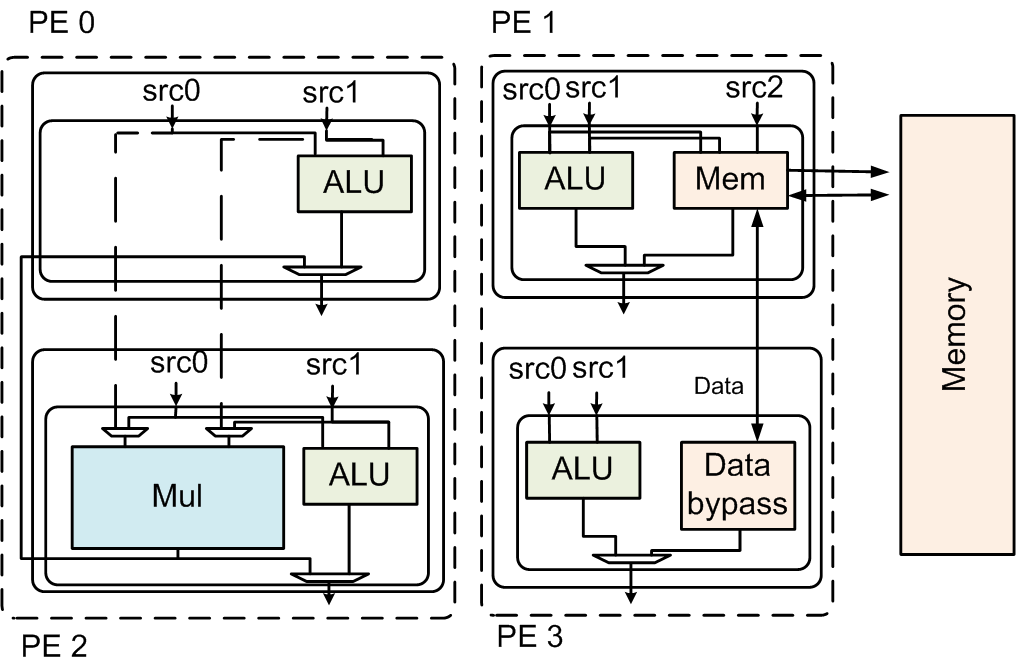 PE 0
PE 1
src0
src1
src0 src1
src2
ALU
ALU
Mem
Memory
src0
src1
src0 src1
Data
Mul
ALU
ALU
Data
bypass
PE 2
PE 3